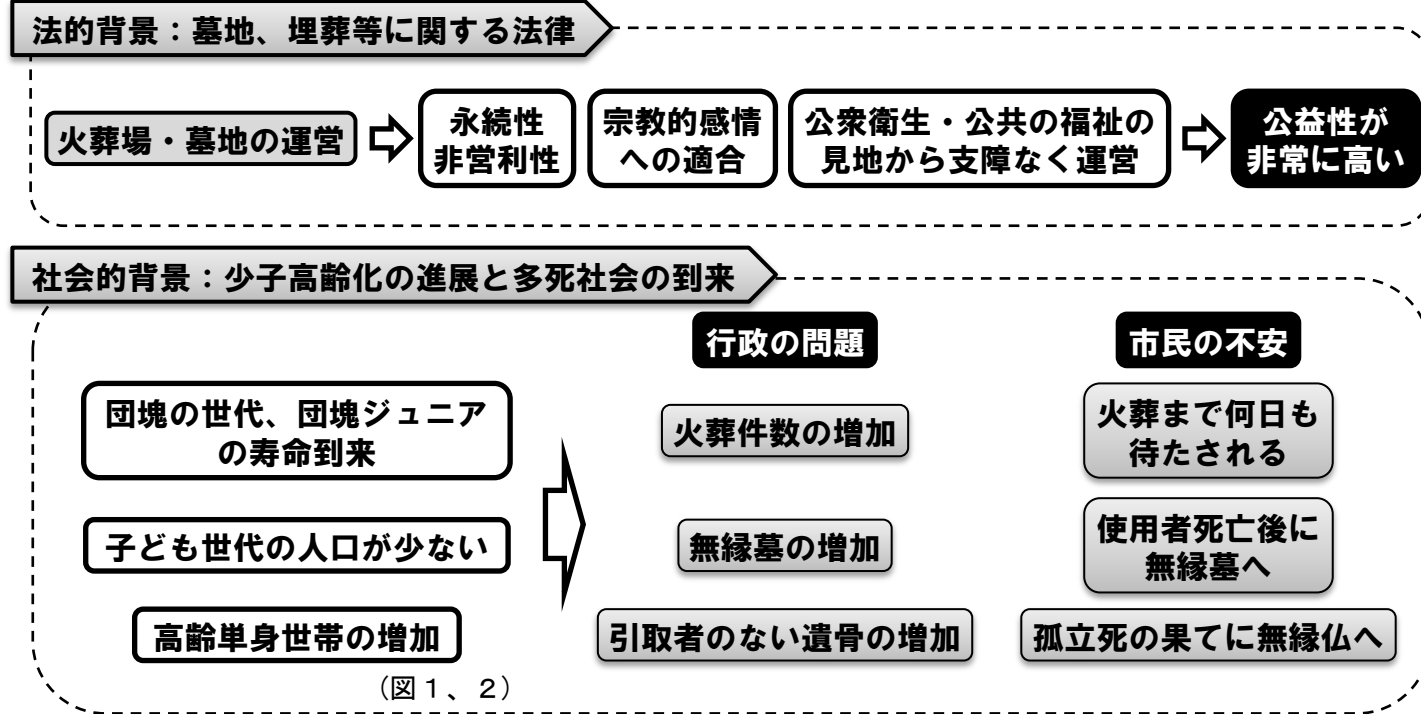 法的背景：墓地、埋葬等に関する法律
火葬場・墓地の運営
永続性
非営利性
宗教的感情
への適合
公衆衛生・公共の福祉の
見地から支障なく運営
公益性が
非常に高い
社会的背景：少子高齢化の進展と多死社会の到来
行政の問題
市民の不安
団塊の世代、団塊ジュニア
の寿命到来
火葬件数の増加
火葬まで何日も
待たされる
子ども世代の人口が少ない
無縁墓の増加
使用者死亡後に
無縁墓へ
高齢単身世帯の増加
引取者のない遺骨の増加
孤立死の果てに無縁仏へ
（図１、２）